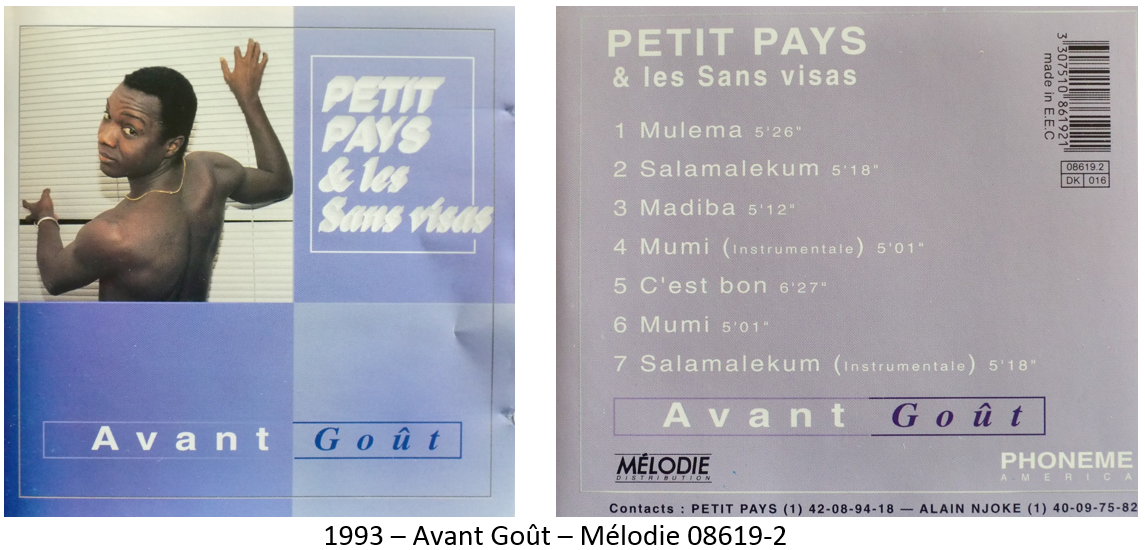 PETIT
PAYS
& les
Sans visas
Avant Goût
PETIT PAYS
& les Sans visas
3 307510 861921
made in E.E.C
08619.2
DK 016
1 Mulema 5'26"
2 Salamalekum 5'18"
3 Madiba 5'12"
4 Mumi (Instrumentale) 5'01"
5 C'est bon 6'27"
6 Mumi 5'01"
7 Salamalekum (Instrumentale) 5'18"
Avant Goût
MÉLODIE
DISTRIBUTION
PHONEME
AMERICA
Contacts : PETIT PAYS (1) 42-08-94-18 — ALAIN NJOKE (1) 40-09-75-82
1993 – Avant Goût – Mélodie 08619-2